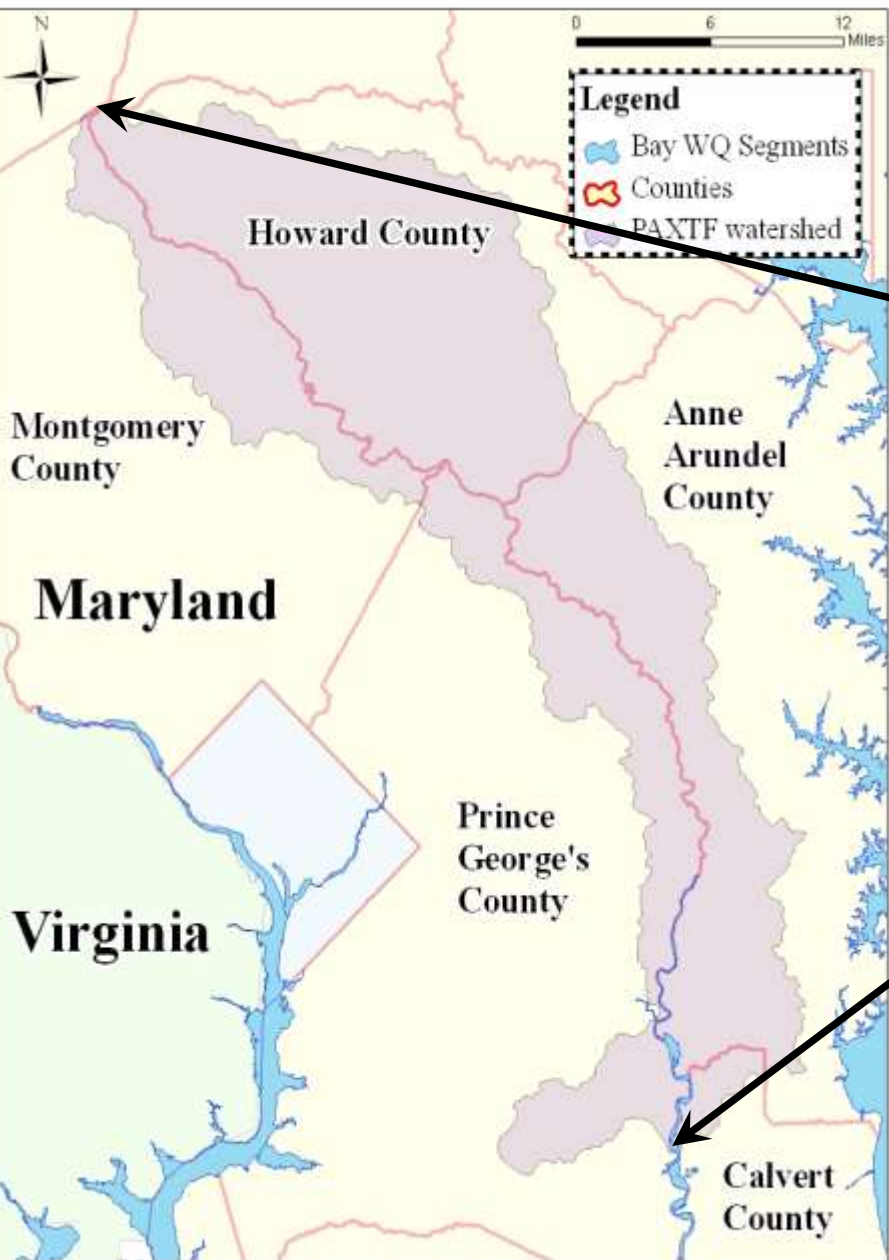 N
0 6 12
Miles
Legend
Bay WQ Segments
Counties
PAXTF watershed
Howard County
Montgomery
County
Anne
Arundel
County
Maryland
Prince
George's
County
Virginia
Calvert
County